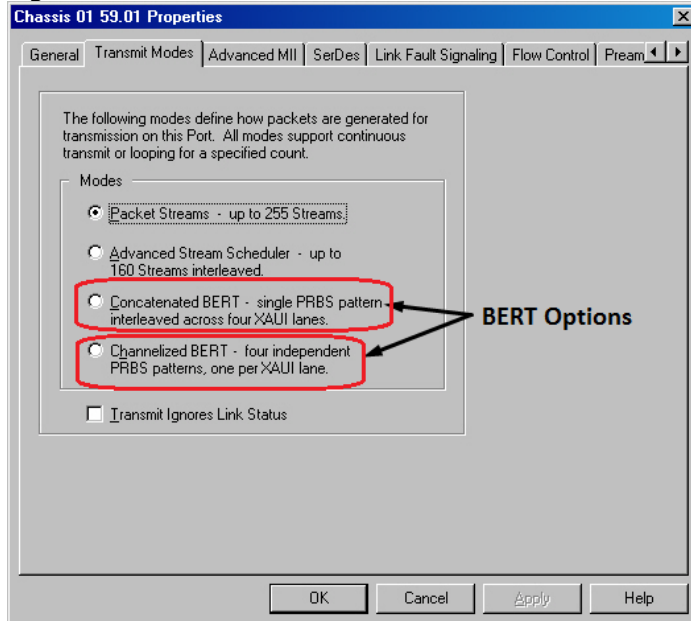 Chassis 01 59.01 Properties
General Transmit Modes Advanced MII SerDes Link Fault Signaling Flow Control Pream
The following modes define how packets are generated for
transmission on this Port. All modes support continuous
transmit or looping for a specified count.
Modes
Packet Streams - up to 255 Streams.
Advanced Stream Scheduler - up to
160 Streams interleaved.
Concatenated BERT - single PRBS pattern
interleaved across four XAUI lanes.
BERT Options
Channelized BERT - four independent
PRBS patterns, one per XAUI lane.
Transmit Ignores Link Status
OK Cancel Apply Help